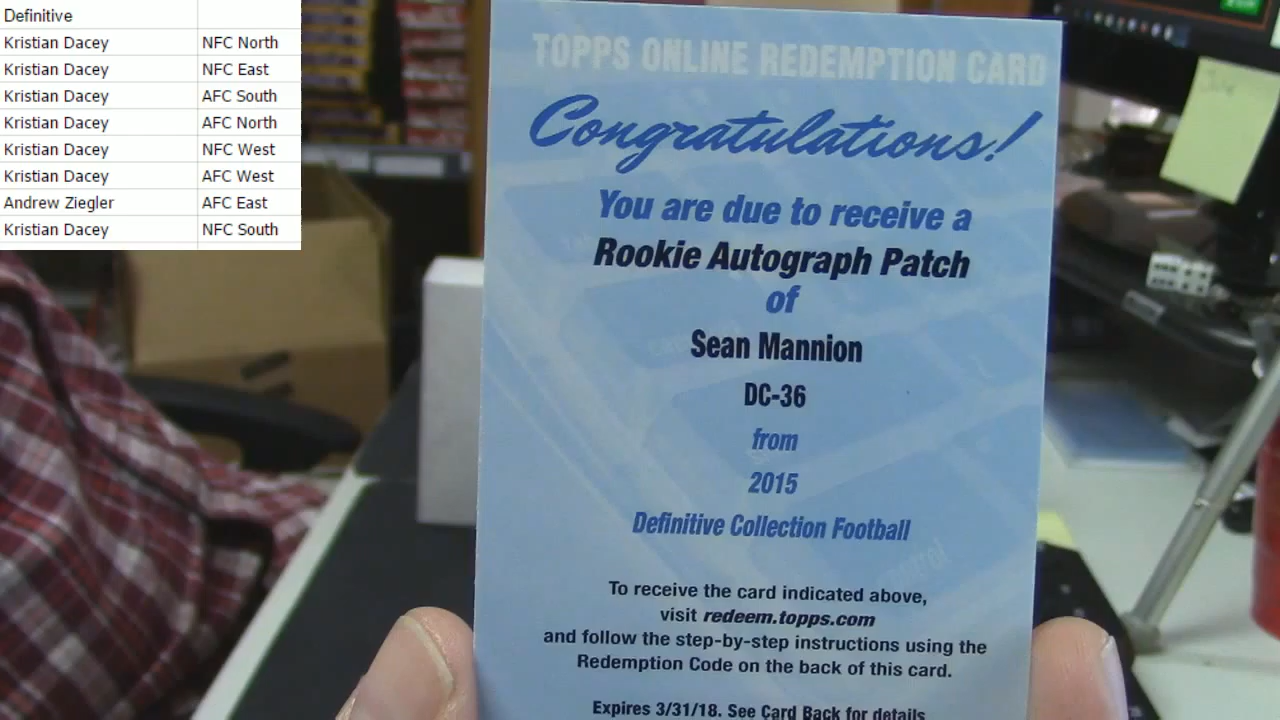 Definitive
Kristian Dacey NFC North
Kristian Dacey NFC East
Kristian Dacey AFC South
Kristian Dacey AFC North
Kristian Dacey NFC West
Kristian Dacey AFC West
Andrew Ziegler AFC East
Kristian Dacey NFC South
TOPPS ONLINE REDEMPTION CARD
Congratulations!
You are due to receive a
Rookie Autograph Patch
of
Sean Mannion
DC-36
from
2015
Definitive Collection Football
To receive the card indicated above,
visit redeem.topps.com
and follow the step-by-step instructions using the
Redemption Code on the back of this card.
Expires 3/31/18. See Card Back for details